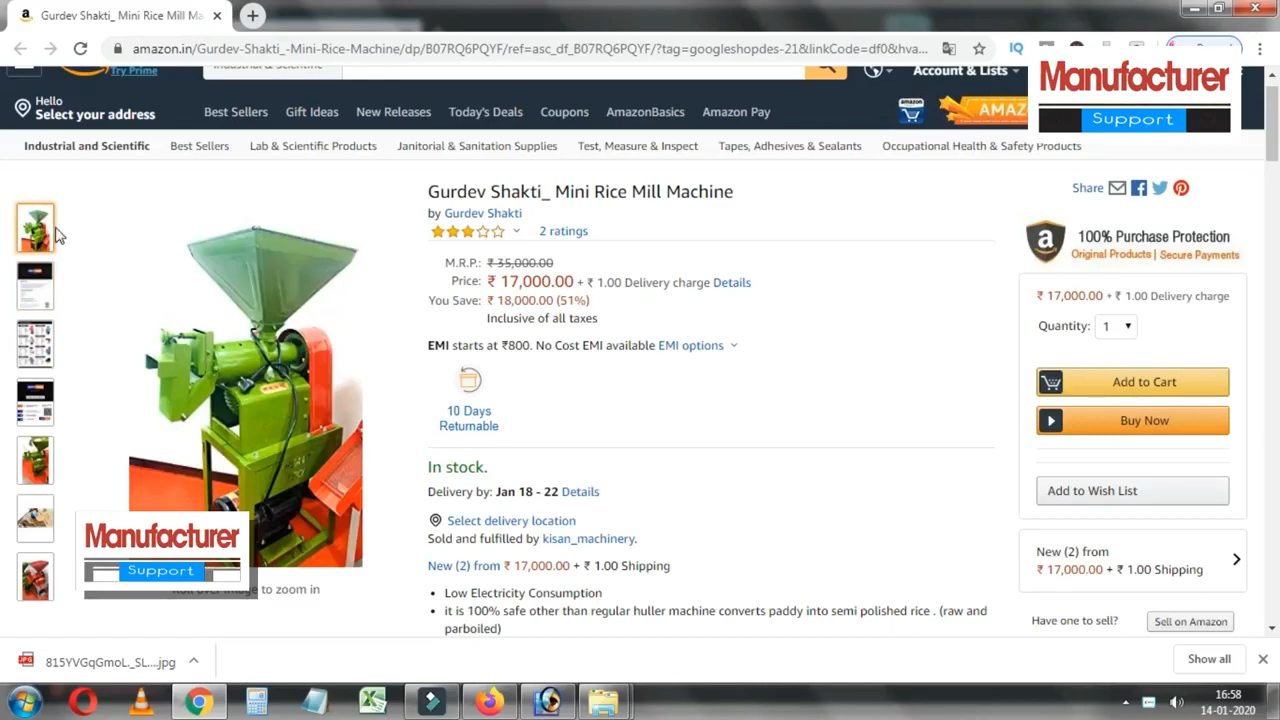 Gurdev Shakti_ Mini Rice Mill Ma
amazon.in/Gurdev-Shakti_-Mini-Rice-Machine/dp/B07RQ6PQYF/ref=asc_df_B07RQ6PQYF/?tag=googleshopdes-21&linkCode=df0&hva...
Try Prime
Industrial & Scientific
Account & Lists
Manufacturer
Support
Hello
Select your address
Best Sellers
Gift Ideas
New Releases
Today's Deals
Coupons
AmazonBasics
Amazon Pay
amazon
AMAZ
Industrial and Scientific
Best Sellers
Lab & Scientific Products
Janitorial & Sanitation Supplies
Test, Measure & Inspect
Tapes, Adhesives & Sealants
Occupational Health & Safety Products
Gurdev Shakti_ Mini Rice Mill Machine
by Gurdev Shakti
2 ratings
M.R.P.: ₹ 35,000.00
Price: ₹ 17,000.00 + ₹ 1.00 Delivery charge Details
You Save: ₹ 18,000.00 (51%)
Inclusive of all taxes
EMI starts at ₹800. No Cost EMI available EMI options
10 Days
Returnable
In stock.
Delivery by: Jan 18 - 22 Details
Select delivery location
Sold and fulfilled by kisan_machinery.
New (2) from ₹ 17,000.00 + ₹ 1.00 Shipping
• Low Electricity Consumption
• it is 100% safe other than regular huller machine converts paddy into semi polished rice . (raw and
parboiled)
Share
100% Purchase Protection
Original Products | Secure Payments
₹ 17,000.00 + ₹ 1.00 Delivery charge
Quantity: 1
Add to Cart
Buy Now
Add to Wish List
New (2) from
₹ 17,000.00 + ₹ 1.00 Shipping
Have one to sell?
Sell on Amazon
Manufacturer
Support
Roll over image to zoom in
815YVGqGmoL._SL....jpg
Show all
16:58
14-01-2020